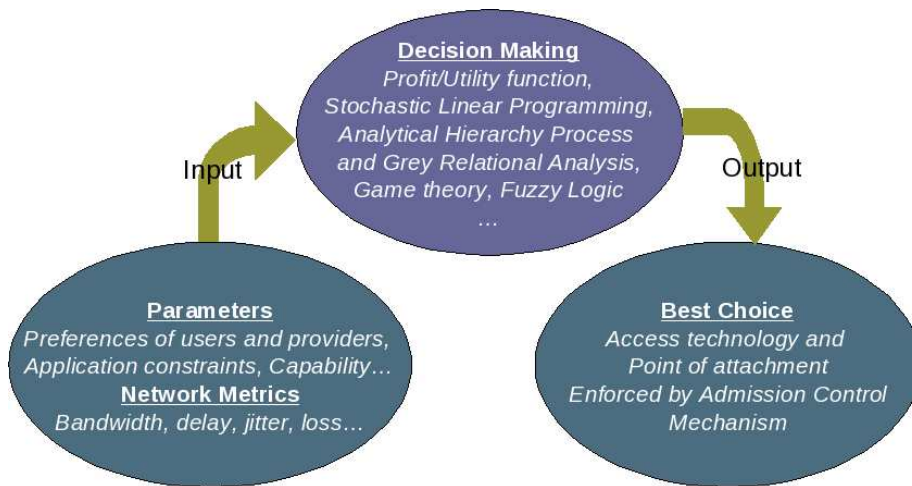 Decision Making
Profit/Utility function,
Stochastic Linear Programming,
Analytical Hierarchy Process
and Grey Relational Analysis,
Game theory, Fuzzy Logic
...
Input
Output
Parameters
Preferences of users and providers,
Application constraints, Capability...
Network Metrics
Bandwidth, delay, jitter, loss...
Best Choice
Access technology and
Point of attachment
Enforced by Admission Control
Mechanism